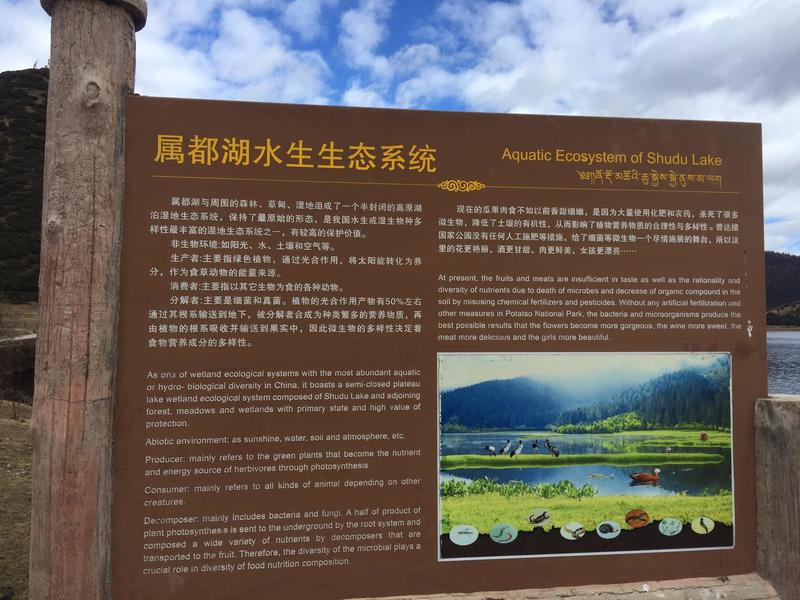 属都湖水生生态系统
Aquatic Ecosystem of Shudu Lake
属都湖与周围的森林、草甸、湿地组成了一个半封闭的高原湖
泊湿地生态系统，保持了最原始的形态，是我国水生或湿生物种多
样性最丰富的湿地生态系统之一，有较高的保护价值。
非生物环境:如阳光、水、土壤和空气等。
生产者:主要指绿色植物，通过光合作用，将太阳能转化为养
分，作为食草动物的能量来源。
消费者:主要指以其它生物为食的各种动物。
分解者:主要是细菌和真菌。植物的光合作用产物有50%左右
通过其根系输送到地下，被分解者合成为种类繁多的营养物质，再
由植物的根系吸收并输送到果实中，因此微生物的多样性决定着
食物营养成分的多样性。
As one of wetland ecological systems with the most abundant aquatic
or hydro- biological diversity in China, it boasts a semi-closed plateau
lake wetland ecological system composed of Shudu Lake and adjoining
forest, meadows and wetlands with primary state and high value of
protection.
Abiotic environment: as sunshine, water, soil and atmosphere, etc.
Producer: mainly refers to the green plants that become the nutrient
and energy source of herbivores through photosynthesis.
Consumer: mainly refers to all kinds of animal depending on other
creatures.
Decomposer: mainly includes bacteria and fungi. A half of product of
plant photosynthesis is sent to the underground by the root system and
composed a wide variety of nutrients by decomposers that are
transported to the fruit. Therefore, the diversity of the microbial plays a
crucial role in diversity of food nutrition composition.
现在的瓜果肉食不如以前香甜细嫩，是因为大量使用化肥和农药，杀死了很多
微生物，降低了土壤的有机性，从而影响了植物营养物质的合理性与多样性。普达措
国家公园没有任何人工施肥等措施，给了细菌等微生物一个尽情施展的舞台，所以这
里的花更艳丽、酒更甘甜、肉更鲜美、女孩更漂亮……
At present, the fruits and meats are insufficient in taste as well as the rationality and
diversity of nutrients due to death of microbes and decrease of organic compound in the
soil by misusing chemical fertilizers and pesticides. Without any artificial fertilization and
other measures in Potatso National Park, the bacteria and microorganisms produce the
best possible results that the flowers become more gorgeous, the wine more sweet, the
meat more delicious and the girls more beautiful.